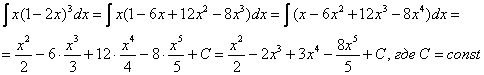 ∫x(1−2x)³dx = ∫x(1−6x+12x²−8x³)dx = ∫(x−6x²+12x³−8x⁴)dx =
= x²/2 − 6·x³/3 + 12·x⁴/4 − 8·x⁵/5 + C = x²/2 − 2x³ + 3x⁴ − 8x⁵/5 + C, где C = const